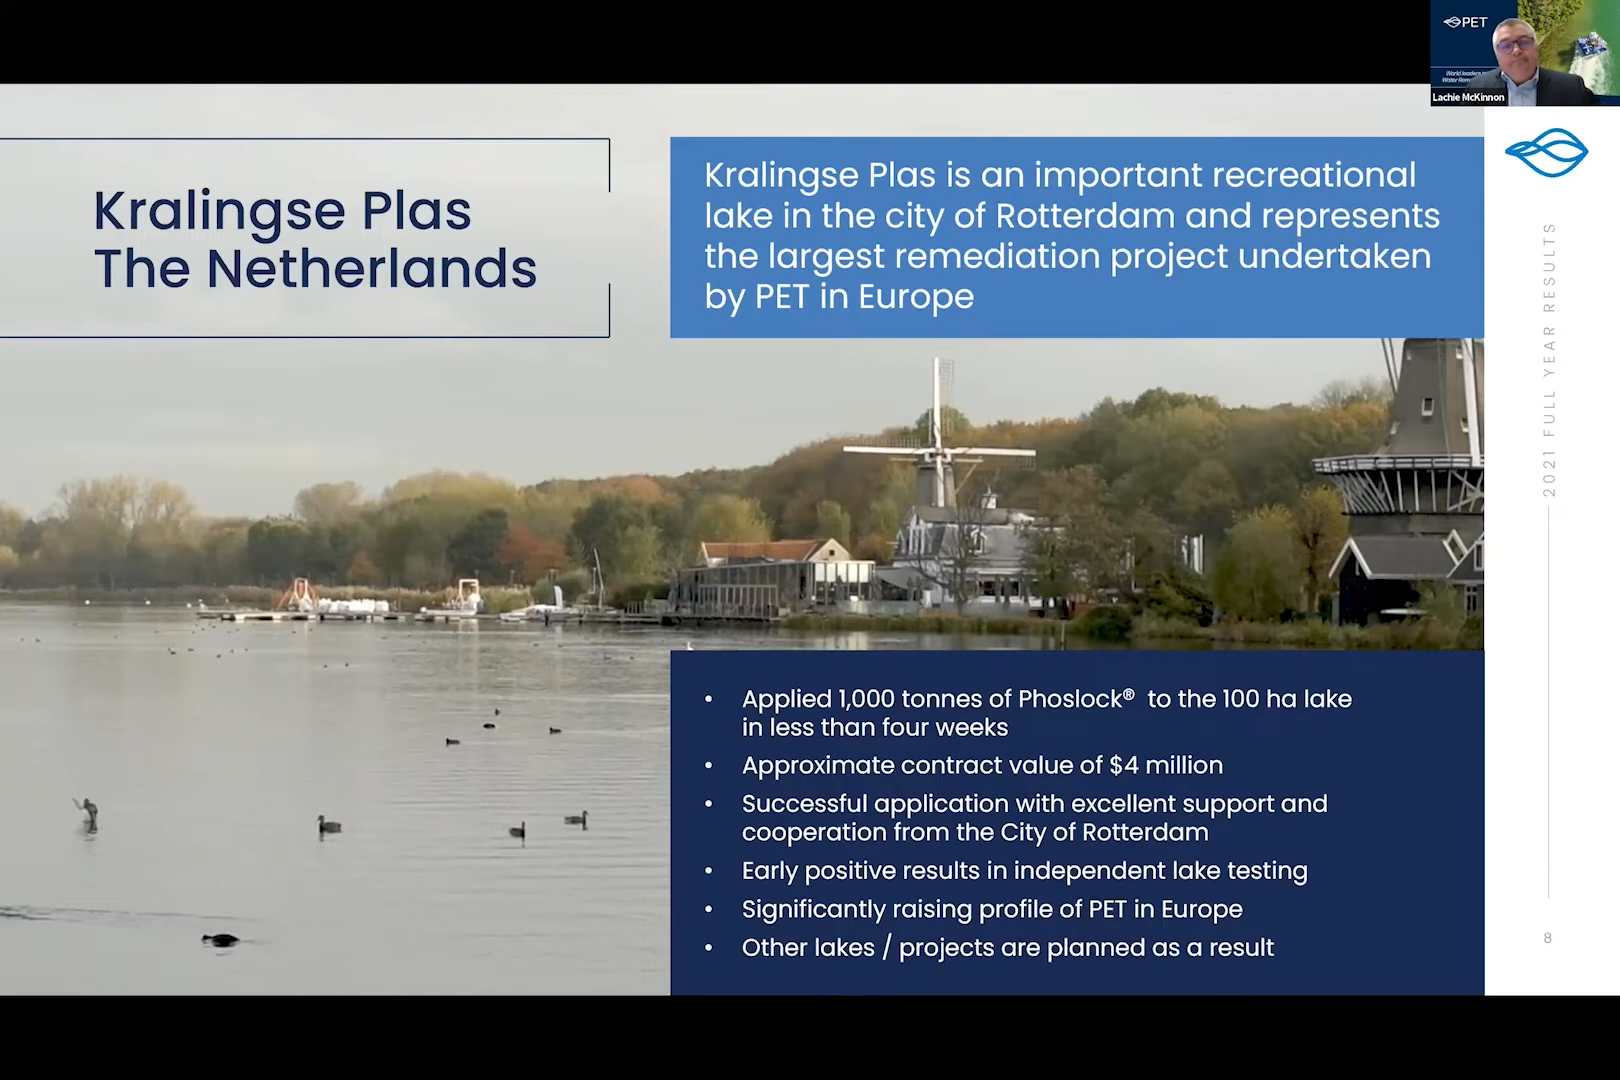 PET
World leaders
Water Rem
Lachie McKinnon
Kralingse Plas
The Netherlands
Kralingse Plas is an important recreational
lake in the city of Rotterdam and represents
the largest remediation project undertaken
by PET in Europe
• Applied 1,000 tonnes of Phoslock® to the 100 ha lake
in less than four weeks
• Approximate contract value of $4 million
• Successful application with excellent support and
cooperation from the City of Rotterdam
• Early positive results in independent lake testing
• Significantly raising profile of PET in Europe
• Other lakes / projects are planned as a result
2021 FULL YEAR RESULTS
8